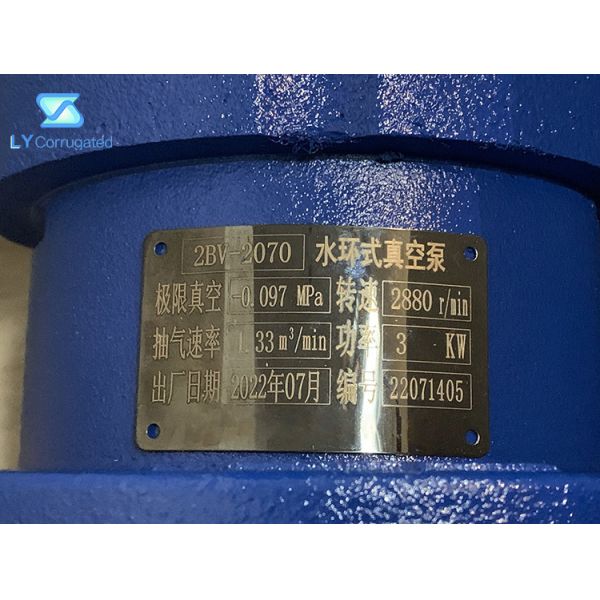 LY Corrugated
2BV-2070 水环式真空泵
极限真空 -0.097 MPa 转速 2880 r/min
抽气速率 1.33 m³/min 功率 3 KW
出厂日期 2022年07月 编号 22071405